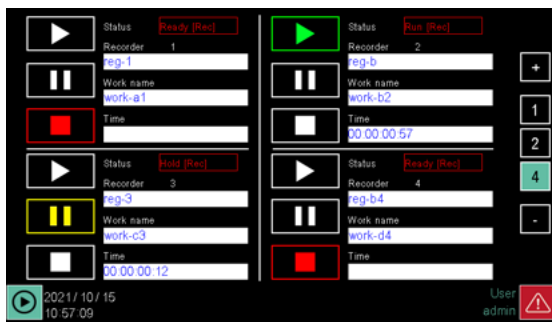 Status Ready [Rec]
Recorder 1
reg-1
Work name
work-a1
Time
Status Run [Rec]
Recorder 2
reg-b
Work name
work-b2
Time
00:00:00:57
Status Hold [Rec]
Recorder 3
reg-3
Work name
work-c3
Time
00:00:00:12
Status Ready [Rec]
Recorder 4
reg-b4
Work name
work-d4
Time
+
1
2
4
-
2021/10/15
10:57:09
User
admin